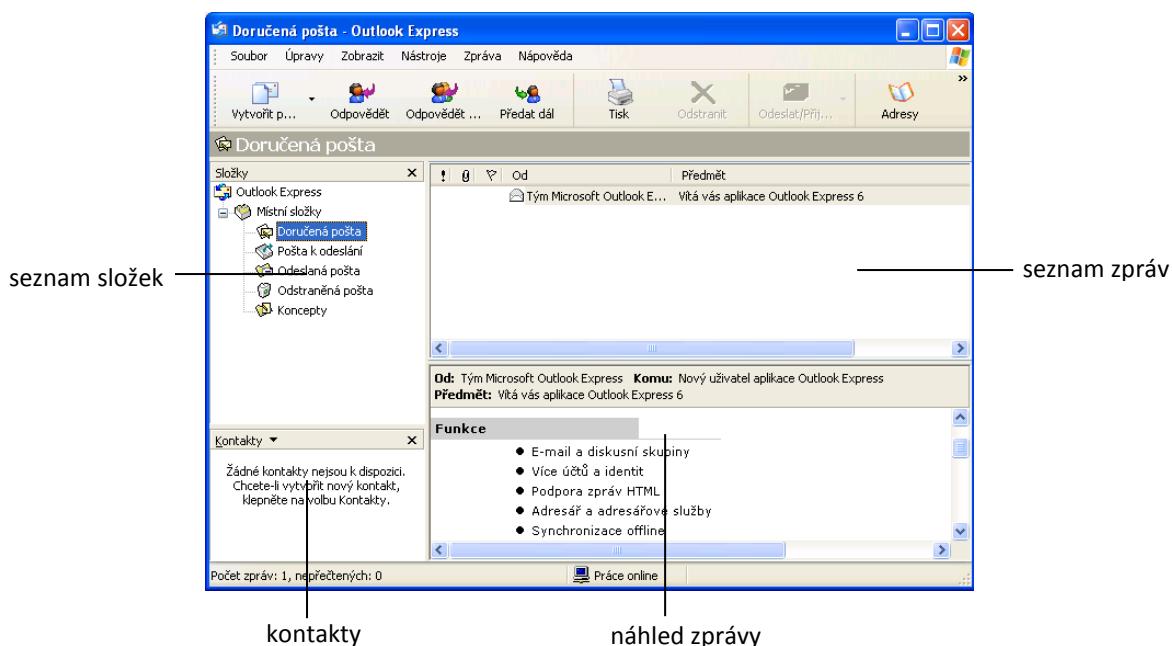 Doručená pošta - Outlook Express
Soubor Úpravy Zobrazit Nástroje Zpráva Nápověda
Vytvořit p... Odpovědět Odpovědět ... Předat dál Tisk Odstranit Odeslat/Přij... Adresy »
Doručená pošta
Složky
Outlook Express
Místní složky
Doručená pošta
Pošta k odeslání
Odeslaná pošta
Odstraněná pošta
Koncepty
seznam složek
! Od Předmět
Tým Microsoft Outlook E... Vítá vás aplikace Outlook Express 6
seznam zpráv
Od: Tým Microsoft Outlook Express Komu: Nový uživatel aplikace Outlook Express
Předmět: Vítá vás aplikace Outlook Express 6
Funkce
● E-mail a diskusní skupiny
● Více účtů a identit
● Podpora zpráv HTML
● Adresář a adresářové služby
● Synchronizace offline
Kontakty
Žádné kontakty nejsou k dispozici.
Chcete-li vytvořit nový kontakt,
klepněte na volbu Kontakty.
Počet zpráv: 1, nepřečtených: 0 Práce online
kontakty
náhled zprávy